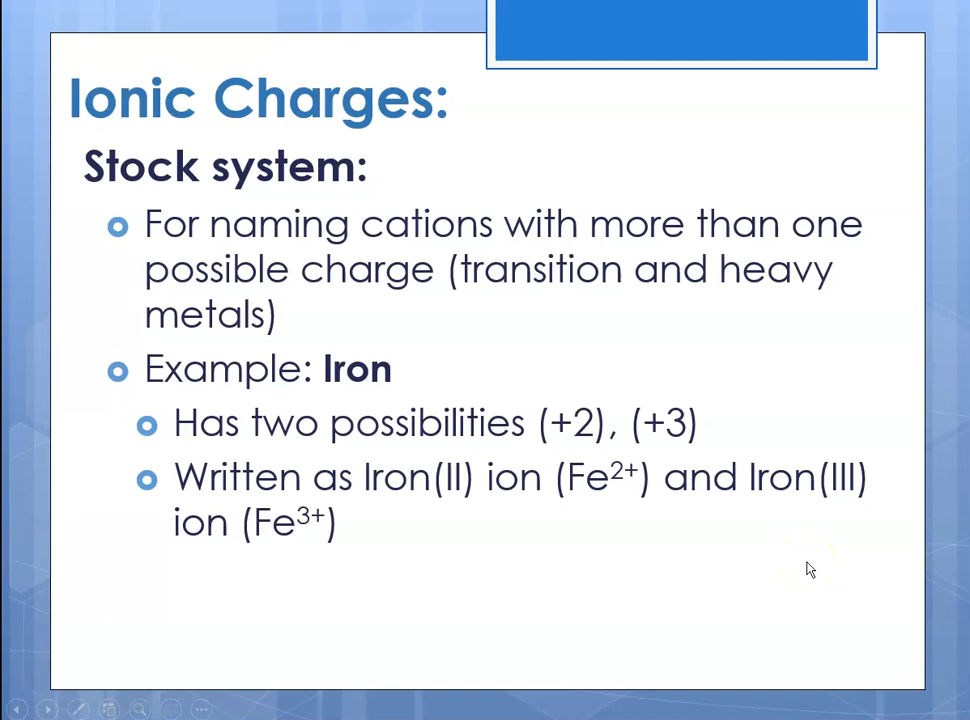 Ionic Charges:
Stock system:
For naming cations with more than one
possible charge (transition and heavy
metals)
Example: Iron
Has two possibilities (+2), (+3)
Written as Iron(II) ion (Fe²⁺) and Iron(III)
ion (Fe³⁺)